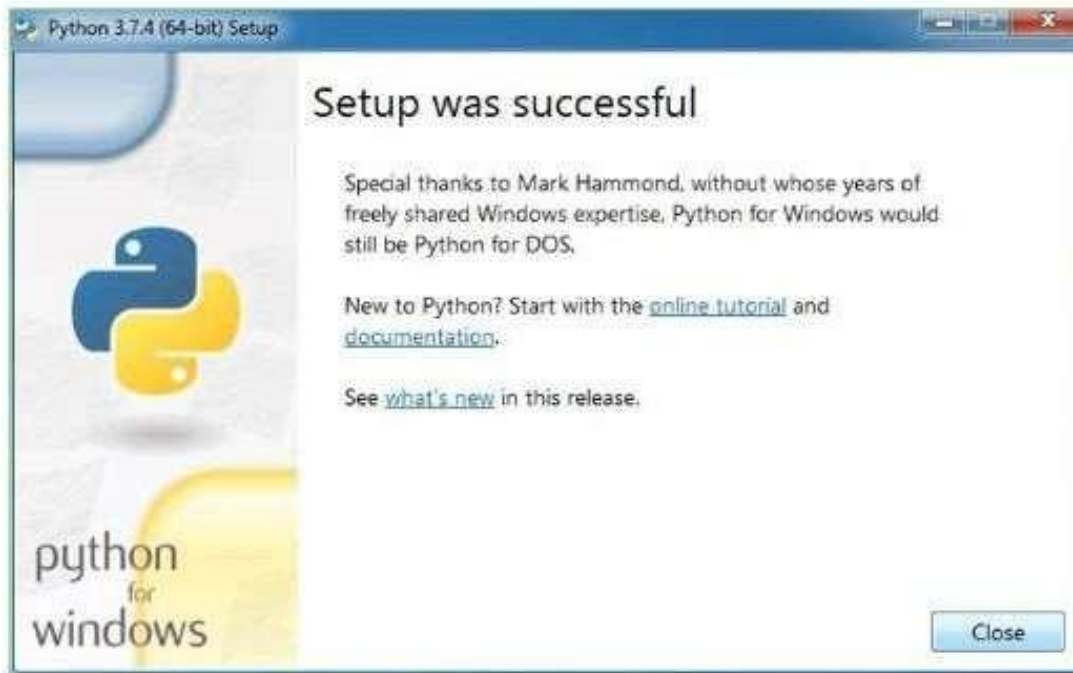 Python 3.7.4 (64-bit) Setup
Setup was successful
Special thanks to Mark Hammond, without whose years of
freely shared Windows expertise, Python for Windows would
still be Python for DOS.
New to Python? Start with the online tutorial and
documentation.
See what's new in this release.
python
for
windows
Close